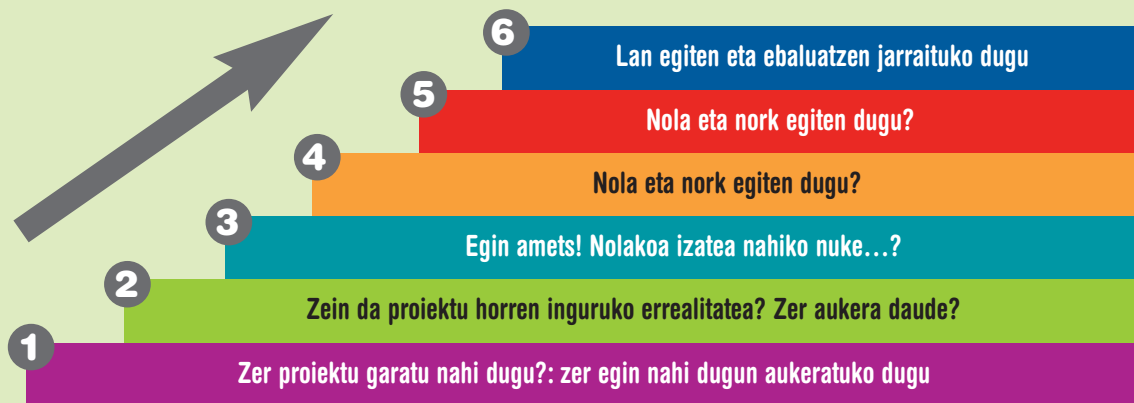 6
Lan egiten eta ebaluatzen jarraituko dugu
5
Nola eta nork egiten dugu?
4
Nola eta nork egiten dugu?
3
Egin amets! Nolakoa izatea nahiko nuke...?
2
Zein da proiektu horren inguruko errealitatea? Zer aukera daude?
1
Zer proiektu garatu nahi dugu?: zer egin nahi dugun aukeratuko dugu